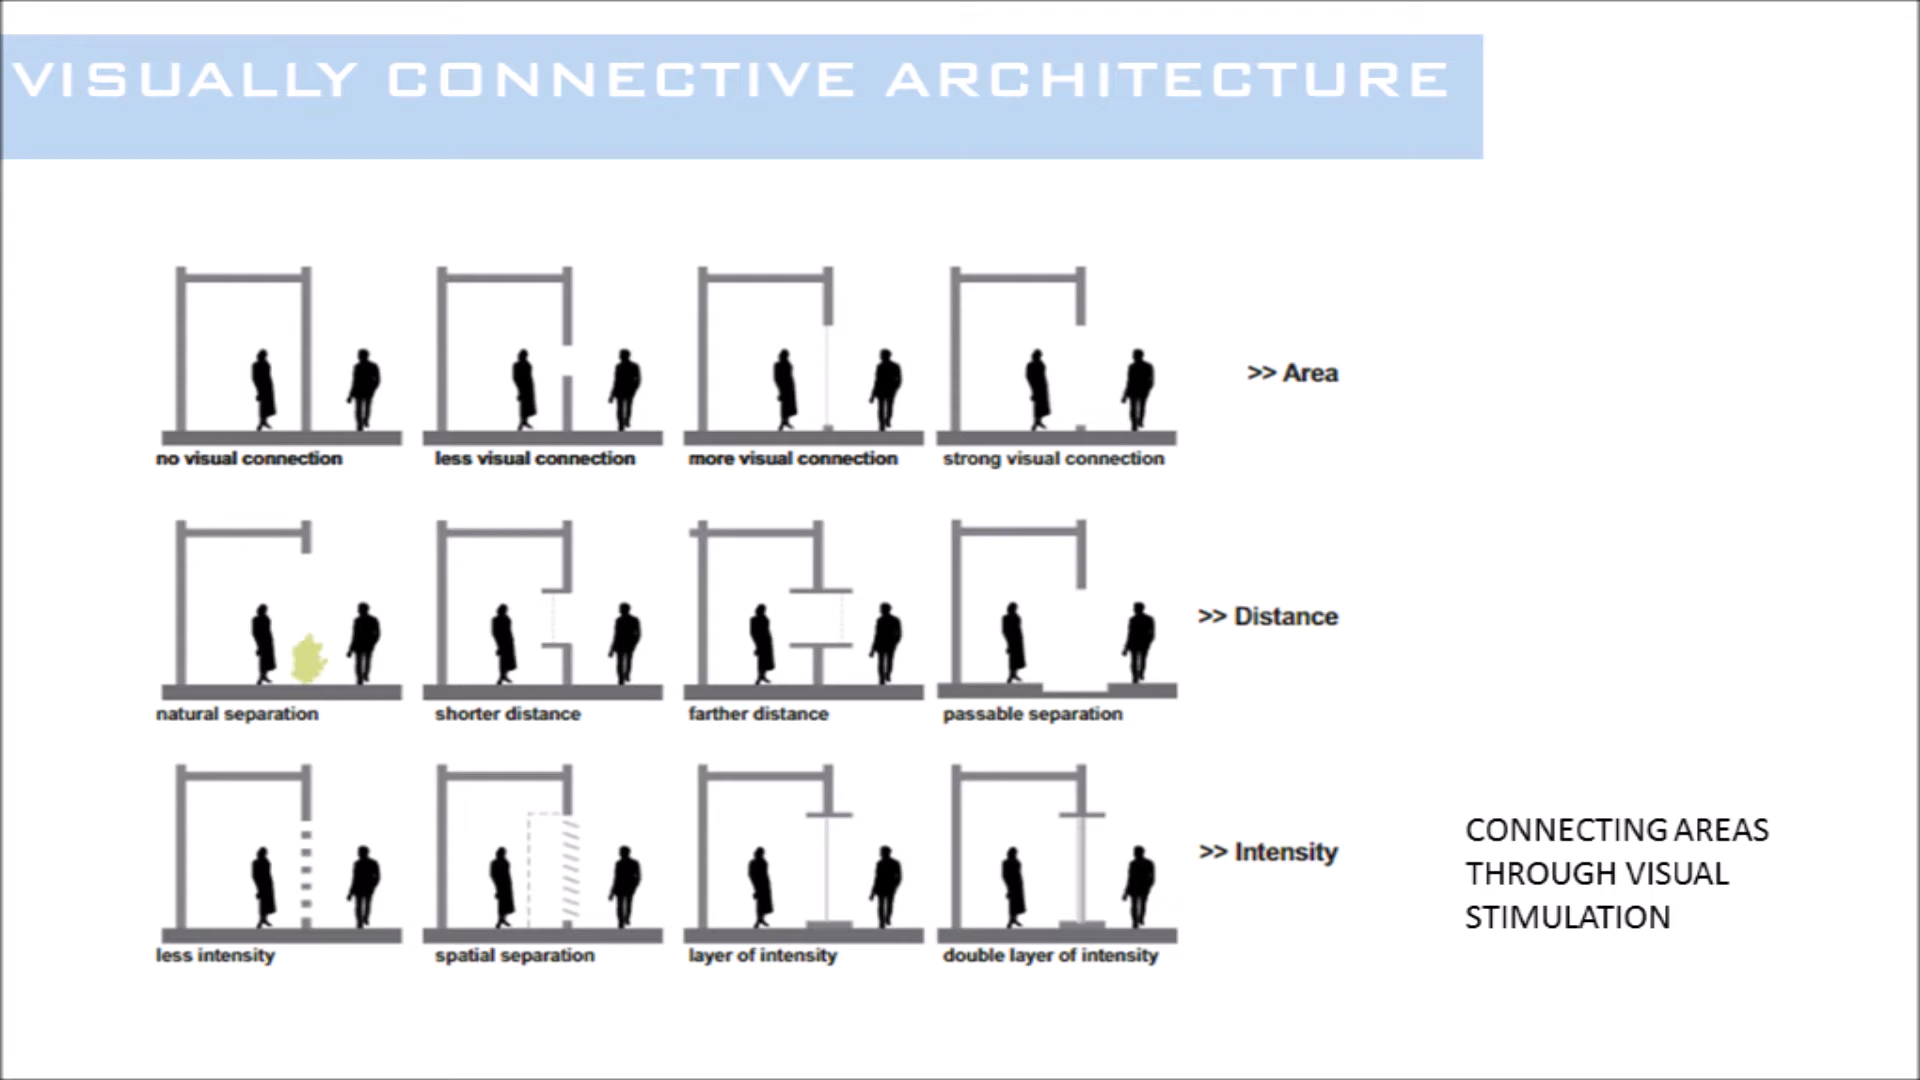 VISUALLY CONNECTIVE ARCHITECTURE
no visual connection
less visual connection
more visual connection
strong visual connection
>> Area
natural separation
shorter distance
farther distance
passable separation
>> Distance
less intensity
spatial separation
layer of intensity
double layer of intensity
>> Intensity
CONNECTING AREAS
THROUGH VISUAL
STIMULATION